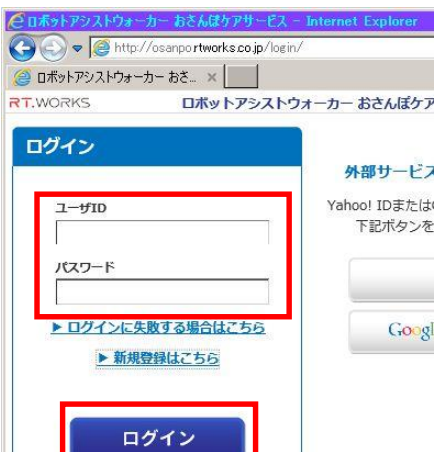 ロボットアシストウォーカー おさんぽケアサービス - Internet Explorer
http://osanpo.rtworks.co.jp/login/
ロボットアシストウォーカー おさ...
RT.WORKS ロボットアシストウォーカー おさんぽケア
ログイン
外部サービス
Yahoo! IDまたは
下記ボタンを
ユーザID
パスワード
▶ ログインに失敗する場合はこちら
▶ 新規登録はこちら
Googl
ログイン